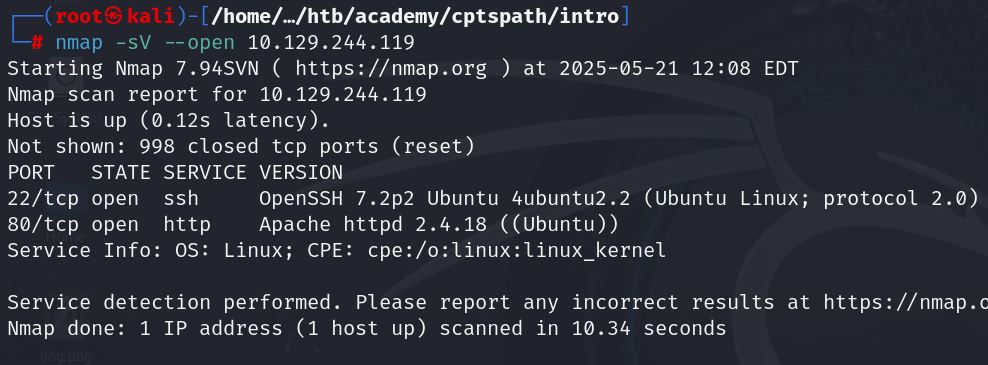 ┌──(root㉿kali)-[/home/…/htb/academy/cptspath/intro]
└─# nmap -sV --open 10.129.244.119
Starting Nmap 7.94SVN ( https://nmap.org ) at 2025-05-21 12:08 EDT
Nmap scan report for 10.129.244.119
Host is up (0.12s latency).
Not shown: 998 closed tcp ports (reset)
PORT   STATE SERVICE VERSION
22/tcp open  ssh     OpenSSH 7.2p2 Ubuntu 4ubuntu2.2 (Ubuntu Linux; protocol 2.0)
80/tcp open  http    Apache httpd 2.4.18 ((Ubuntu))
Service Info: OS: Linux; CPE: cpe:/o:linux:linux_kernel
Service detection performed. Please report any incorrect results at https://nmap.o
Nmap done: 1 IP address (1 host up) scanned in 10.34 seconds
dog.png